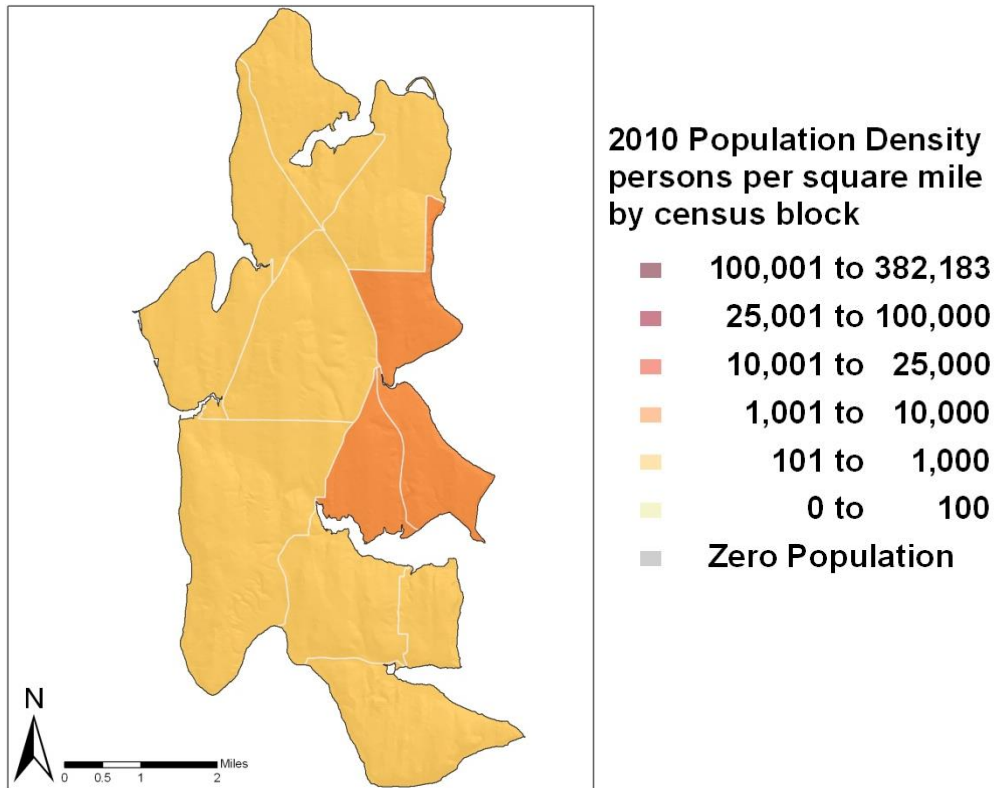 2010 Population Density
persons per square mile
by census block
100,001 to 382,183
25,001 to 100,000
10,001 to 25,000
1,001 to 10,000
101 to 1,000
0 to 100
Zero Population
N
Miles
0 0.5 1 2